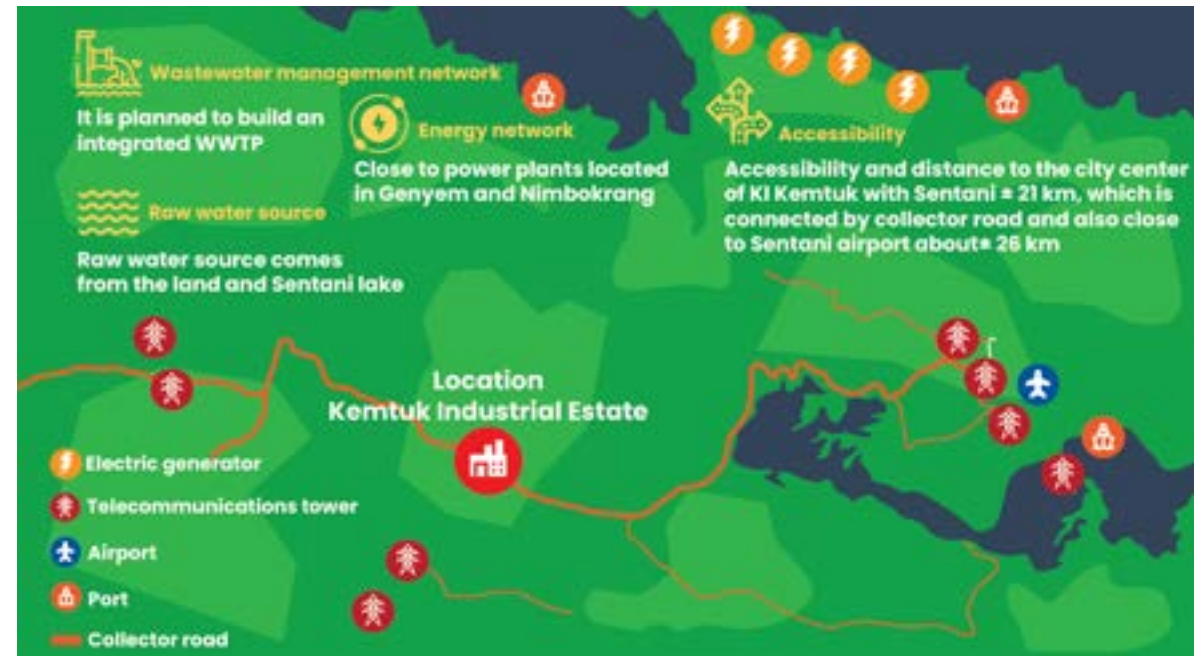 Wastewater management network
It is planned to build an
integrated WWTP
Energy network
Close to power plants located
in Genyem and Nimbokrang
Accessibility
Accessibility and distance to the city center
of KI Kemtuk with Sentani ± 21 km, which is
connected by collector road and also close
to Sentani airport about± 26 km
Raw water source
Raw water source comes
from the land and Sentani lake
Location
Kemtuk Industrial Estate
Electric generator
Telecommunications tower
Airport
Port
Collector road